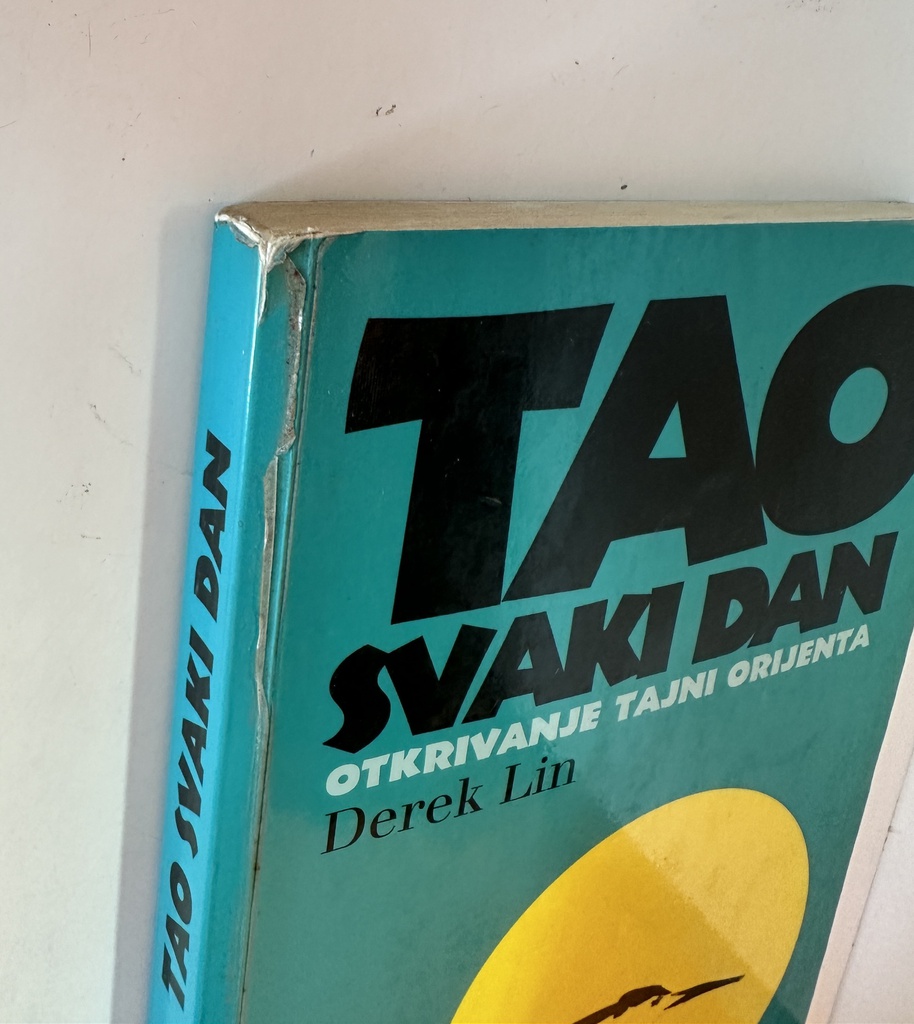 TAO
SVAKI DAN
OTKRIVANJE TAJNI ORIJENTA
Derek Lin
TAO SVAKI DAN